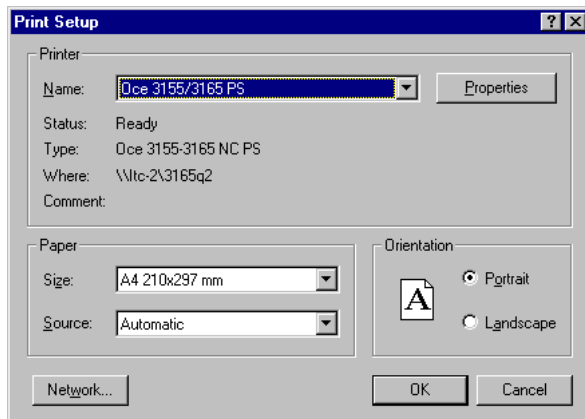 Print Setup
Printer
Name: Oce 3155/3165 PS Properties
Status: Ready
Type: Oce 3155-3165 NC PS
Where: \\ltc-2\3165q2
Comment:
Paper
Size: A4 210x297 mm
Source: Automatic
Orientation
A
Portrait
Landscape
Network... OK Cancel